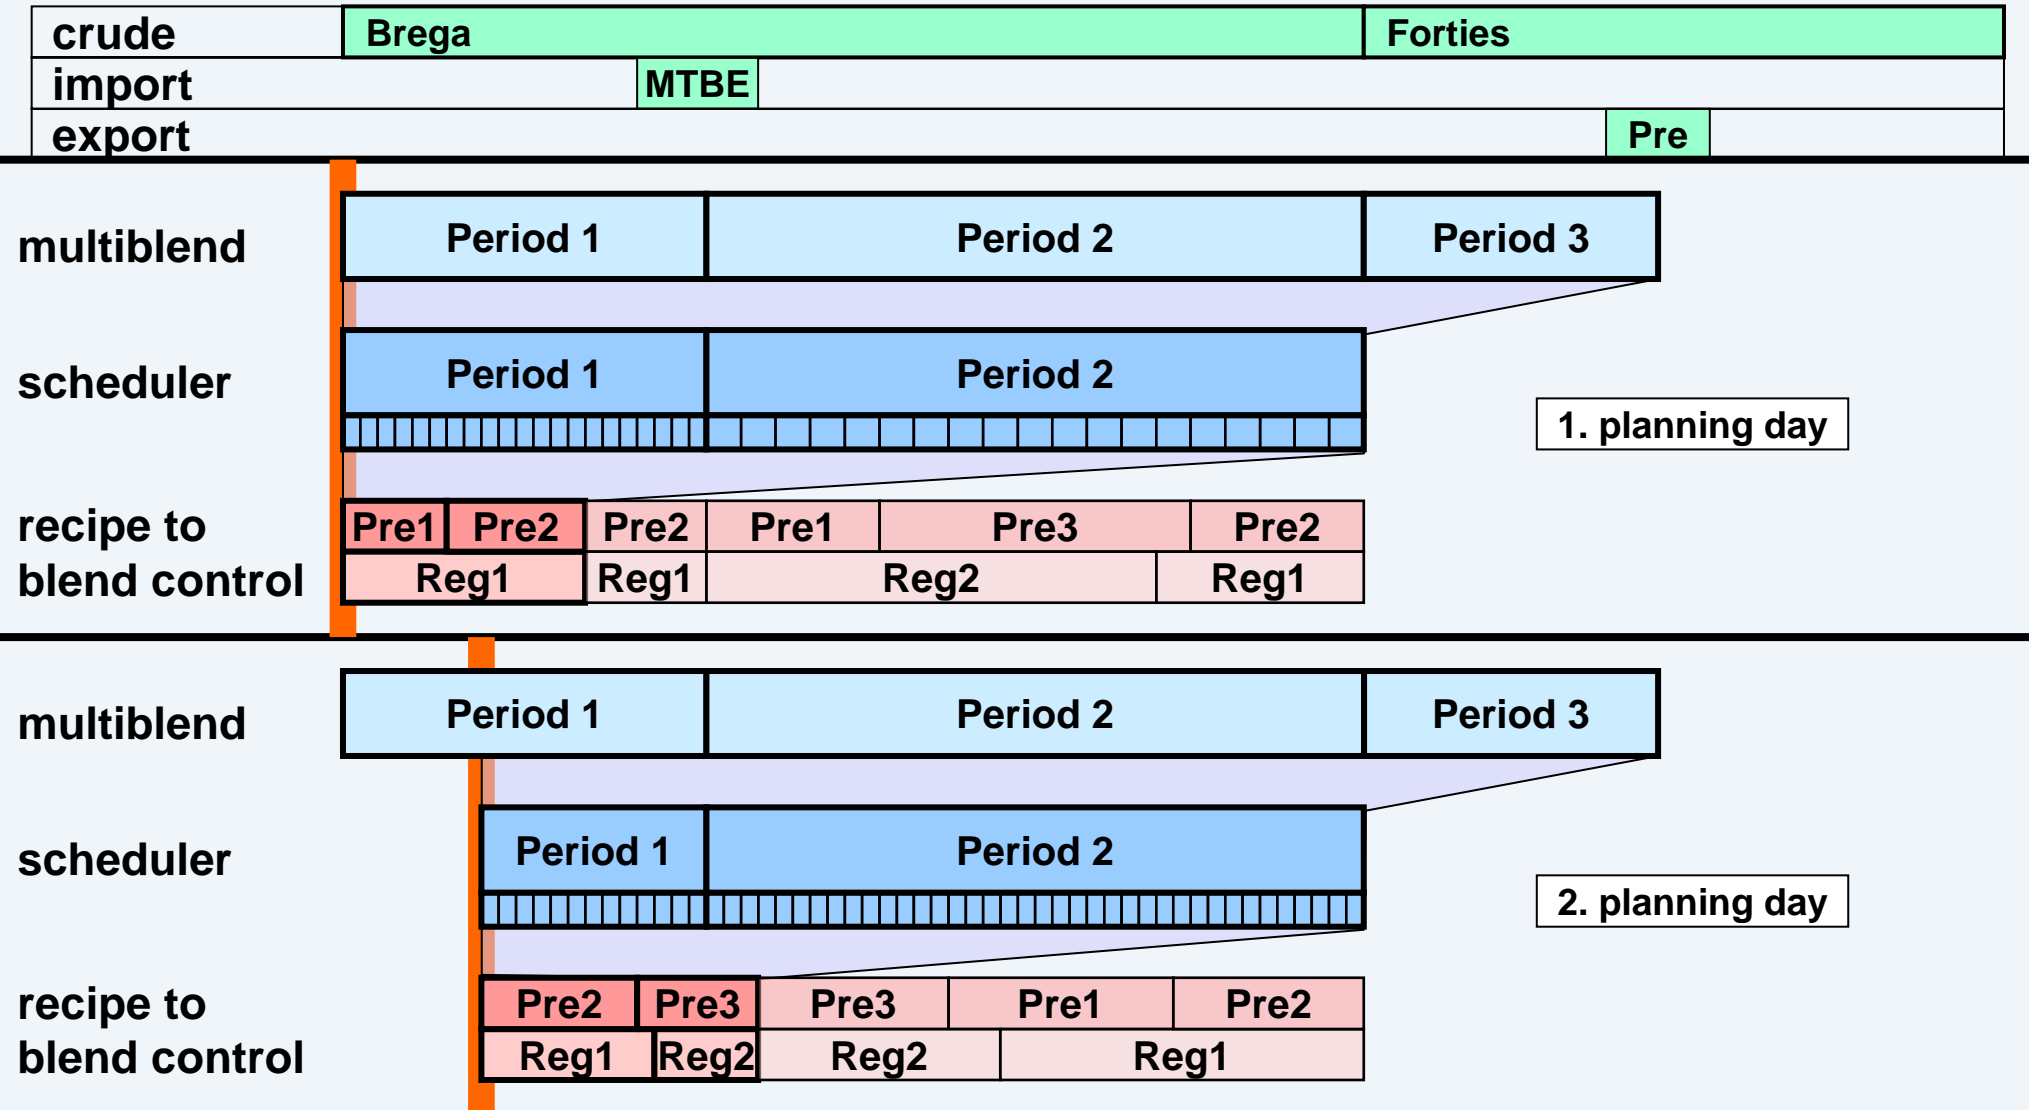 crude Brega Forties
import MTBE
export Pre
multiblend Period 1 Period 2 Period 3
scheduler Period 1 Period 2
1. planning day
recipe to Pre1 Pre2 Pre2 Pre1 Pre3 Pre2
blend control Reg1 Reg1 Reg2 Reg1
multiblend Period 1 Period 2 Period 3
scheduler Period 1 Period 2
2. planning day
recipe to Pre2 Pre3 Pre3 Pre1 Pre2
blend control Reg1 Reg2 Reg2 Reg1